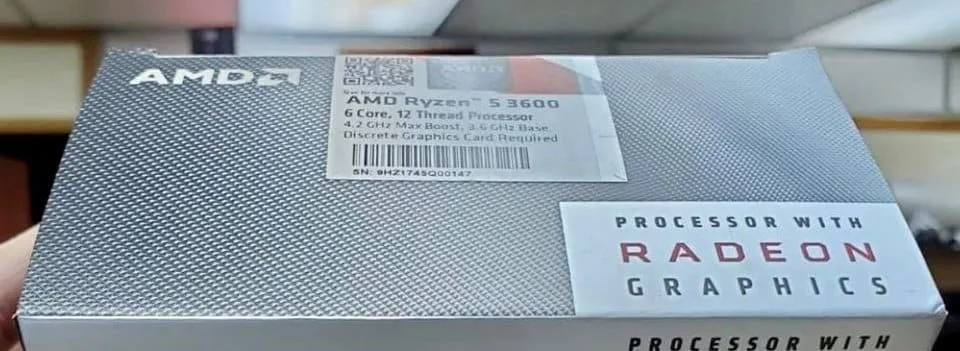 AMD
AMD Ryzen™ 5 3600
6 Core, 12 Thread Processor
4.2 GHz Max Boost, 3.6 GHz Base
Discrete Graphics Card Required
SN: 9HZ1745Q00147
PROCESSOR WITH
RADEON
GRAPHICS
PROCESSOR WITH